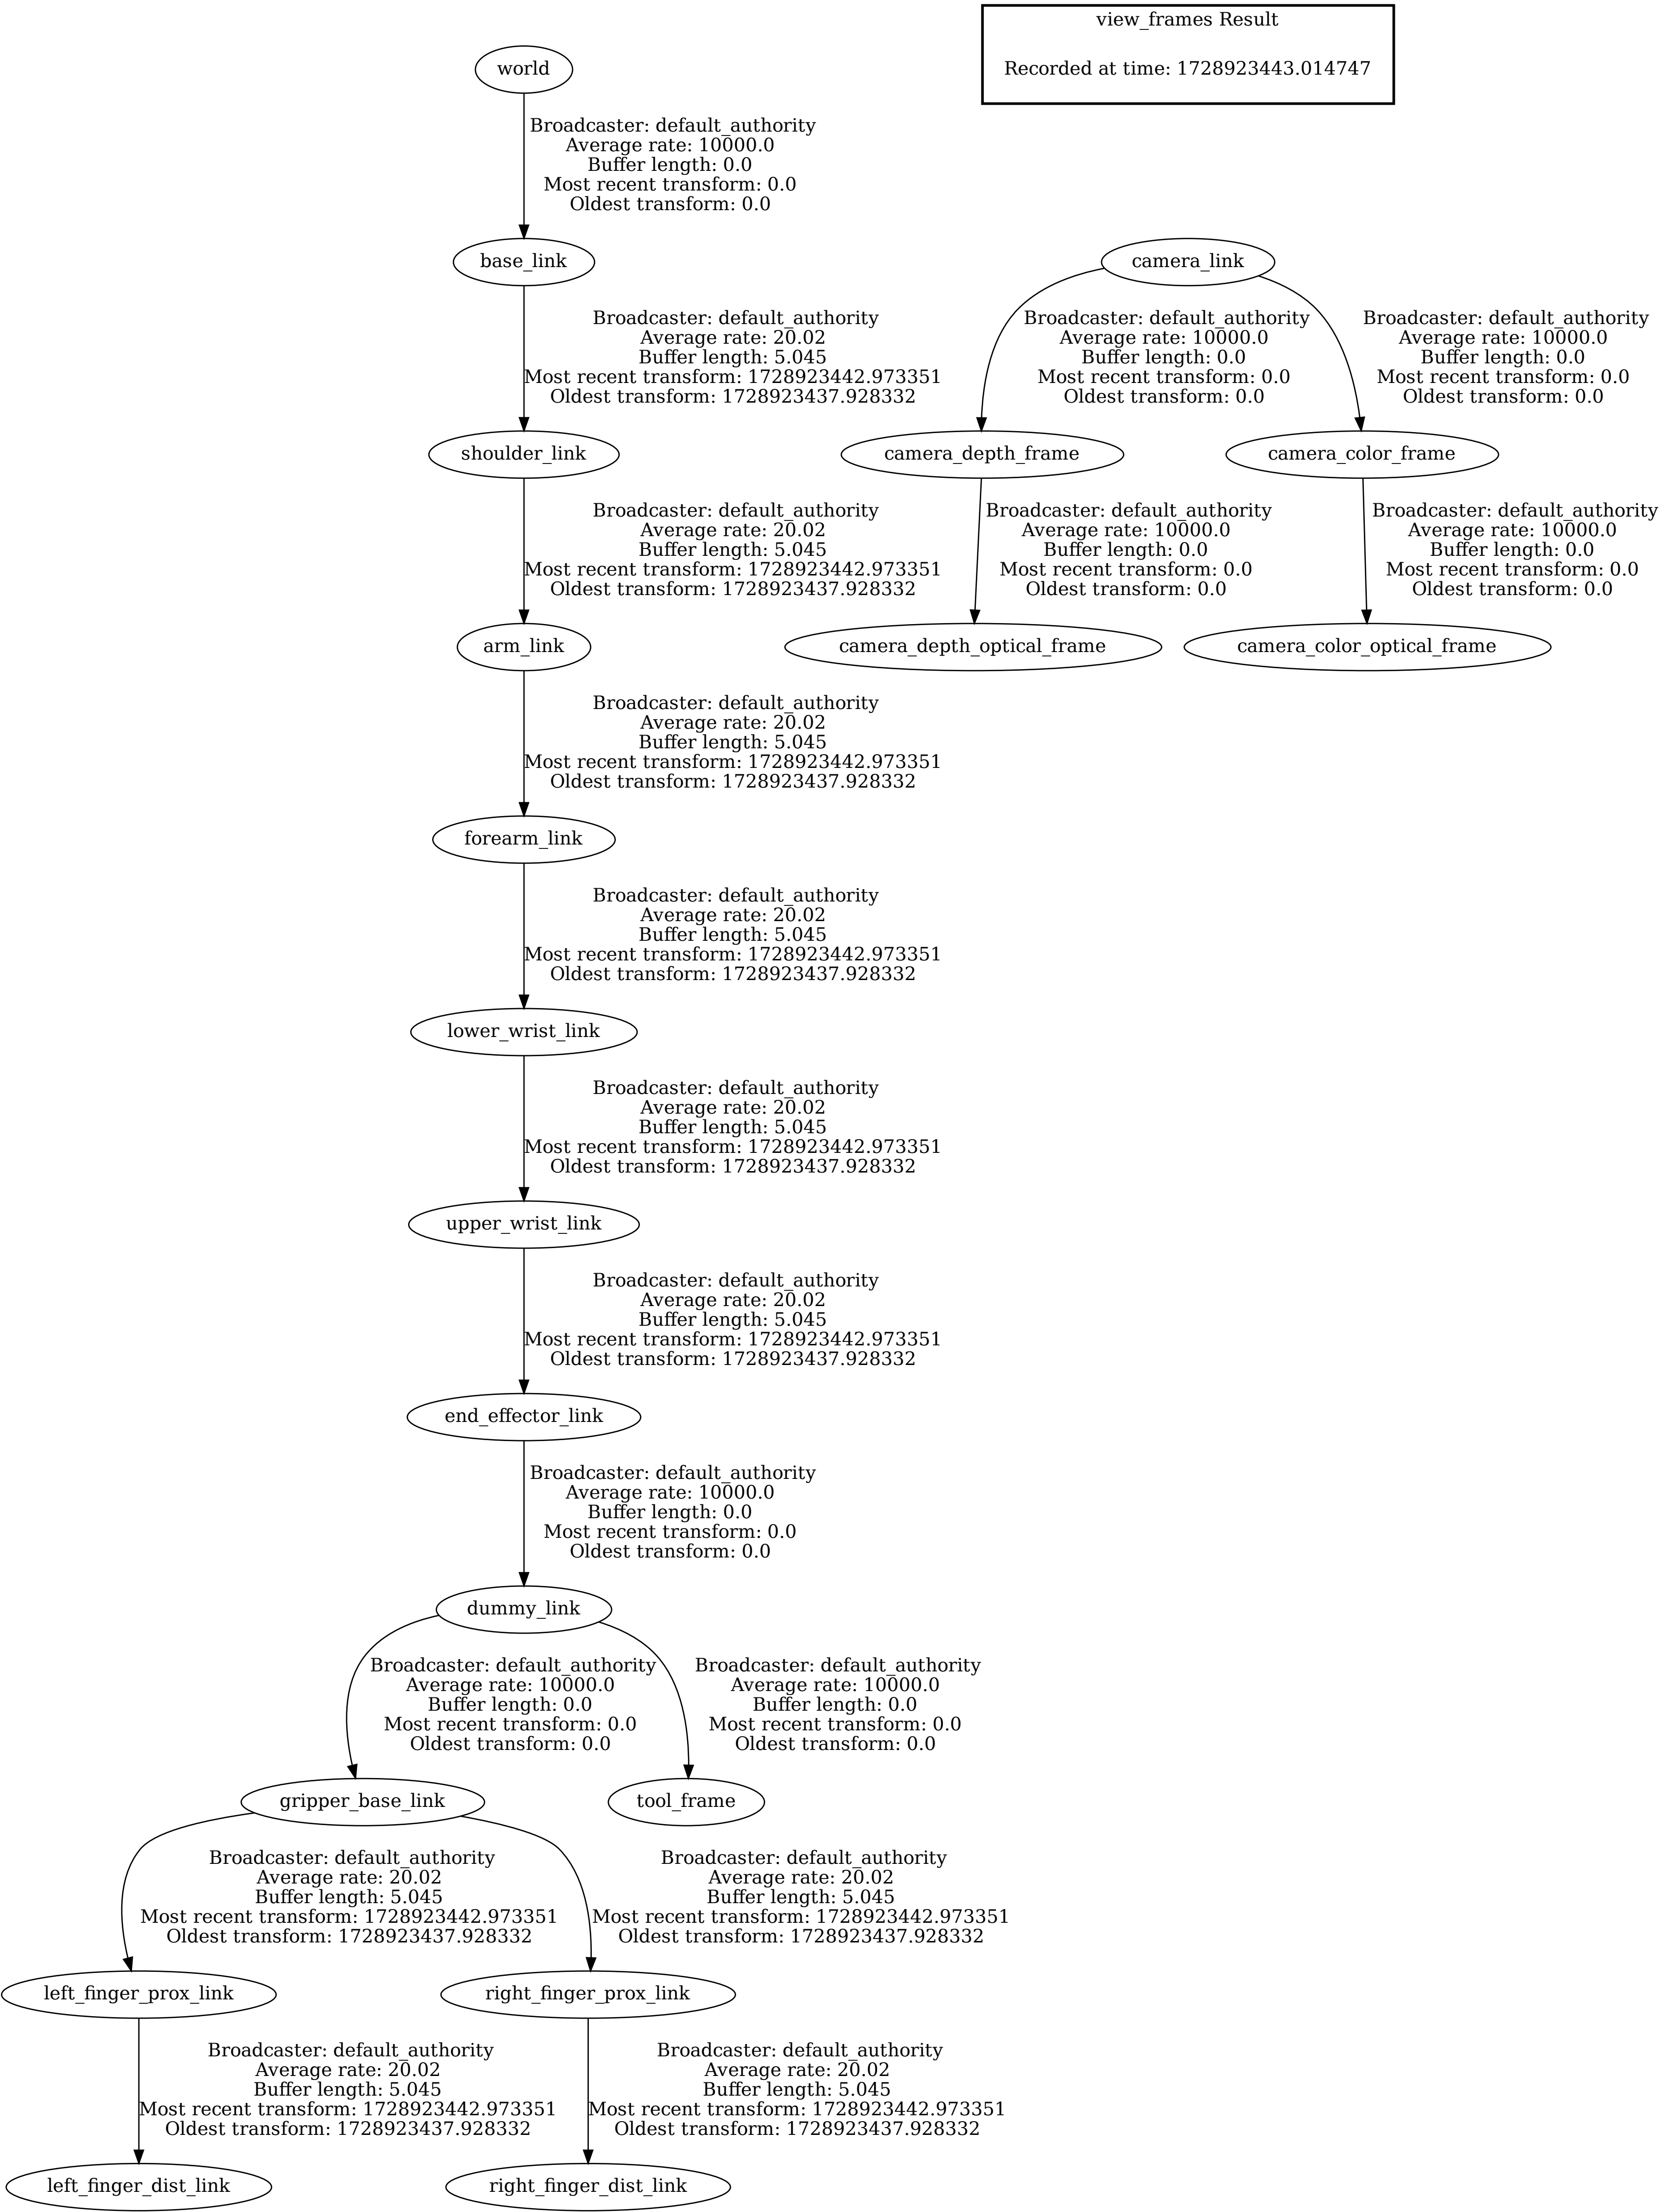 view_frames Result
Recorded at time: 1728923443.014747
world
Broadcaster: default_authority
Average rate: 10000.0
Buffer length: 0.0
Most recent transform: 0.0
Oldest transform: 0.0
base_link
Broadcaster: default_authority
Average rate: 20.02
Buffer length: 5.045
Most recent transform: 1728923442.973351
Oldest transform: 1728923437.928332
shoulder_link
Broadcaster: default_authority
Average rate: 20.02
Buffer length: 5.045
Most recent transform: 1728923442.973351
Oldest transform: 1728923437.928332
arm_link
Broadcaster: default_authority
Average rate: 20.02
Buffer length: 5.045
Most recent transform: 1728923442.973351
Oldest transform: 1728923437.928332
forearm_link
Broadcaster: default_authority
Average rate: 20.02
Buffer length: 5.045
Most recent transform: 1728923442.973351
Oldest transform: 1728923437.928332
lower_wrist_link
Broadcaster: default_authority
Average rate: 20.02
Buffer length: 5.045
Most recent transform: 1728923442.973351
Oldest transform: 1728923437.928332
upper_wrist_link
Broadcaster: default_authority
Average rate: 20.02
Buffer length: 5.045
Most recent transform: 1728923442.973351
Oldest transform: 1728923437.928332
end_effector_link
Broadcaster: default_authority
Average rate: 10000.0
Buffer length: 0.0
Most recent transform: 0.0
Oldest transform: 0.0
dummy_link
Broadcaster: default_authority
Average rate: 10000.0
Buffer length: 0.0
Most recent transform: 0.0
Oldest transform: 0.0
Broadcaster: default_authority
Average rate: 10000.0
Buffer length: 0.0
Most recent transform: 0.0
Oldest transform: 0.0
gripper_base_link
tool_frame
Broadcaster: default_authority
Average rate: 20.02
Buffer length: 5.045
Most recent transform: 1728923442.973351
Oldest transform: 1728923437.928332
Broadcaster: default_authority
Average rate: 20.02
Buffer length: 5.045
Most recent transform: 1728923442.973351
Oldest transform: 1728923437.928332
left_finger_prox_link
right_finger_prox_link
Broadcaster: default_authority
Average rate: 20.02
Buffer length: 5.045
Most recent transform: 1728923442.973351
Oldest transform: 1728923437.928332
Broadcaster: default_authority
Average rate: 20.02
Buffer length: 5.045
Most recent transform: 1728923442.973351
Oldest transform: 1728923437.928332
left_finger_dist_link
right_finger_dist_link
camera_link
Broadcaster: default_authority
Average rate: 10000.0
Buffer length: 0.0
Most recent transform: 0.0
Oldest transform: 0.0
Broadcaster: default_authority
Average rate: 10000.0
Buffer length: 0.0
Most recent transform: 0.0
Oldest transform: 0.0
camera_depth_frame
camera_color_frame
Broadcaster: default_authority
Average rate: 10000.0
Buffer length: 0.0
Most recent transform: 0.0
Oldest transform: 0.0
Broadcaster: default_authority
Average rate: 10000.0
Buffer length: 0.0
Most recent transform: 0.0
Oldest transform: 0.0
camera_depth_optical_frame
camera_color_optical_frame